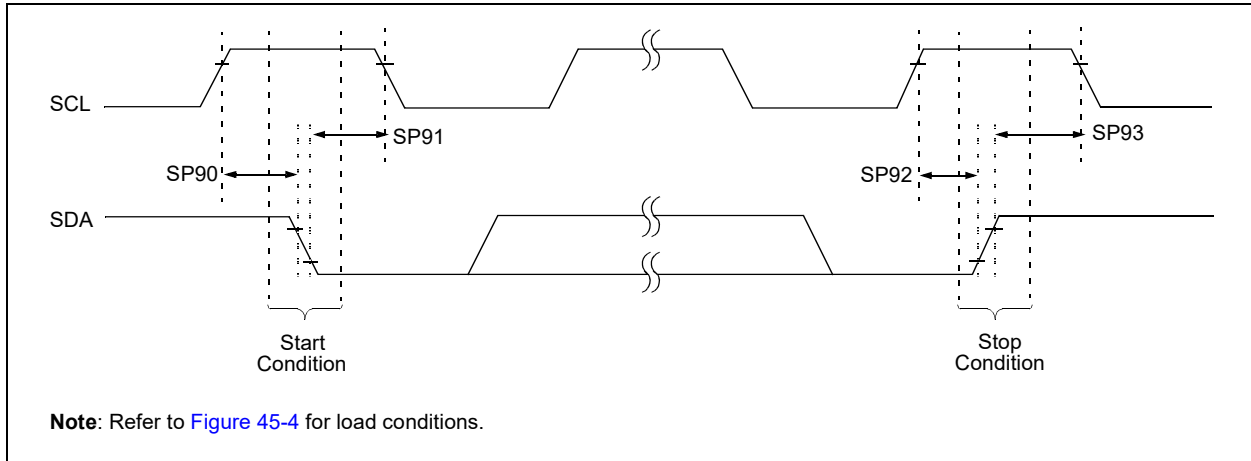 SCL
SP91
SP93
SP90
SP92
SDA
Start
Condition
Stop
Condition
Note: Refer to Figure 45-4 for load conditions.